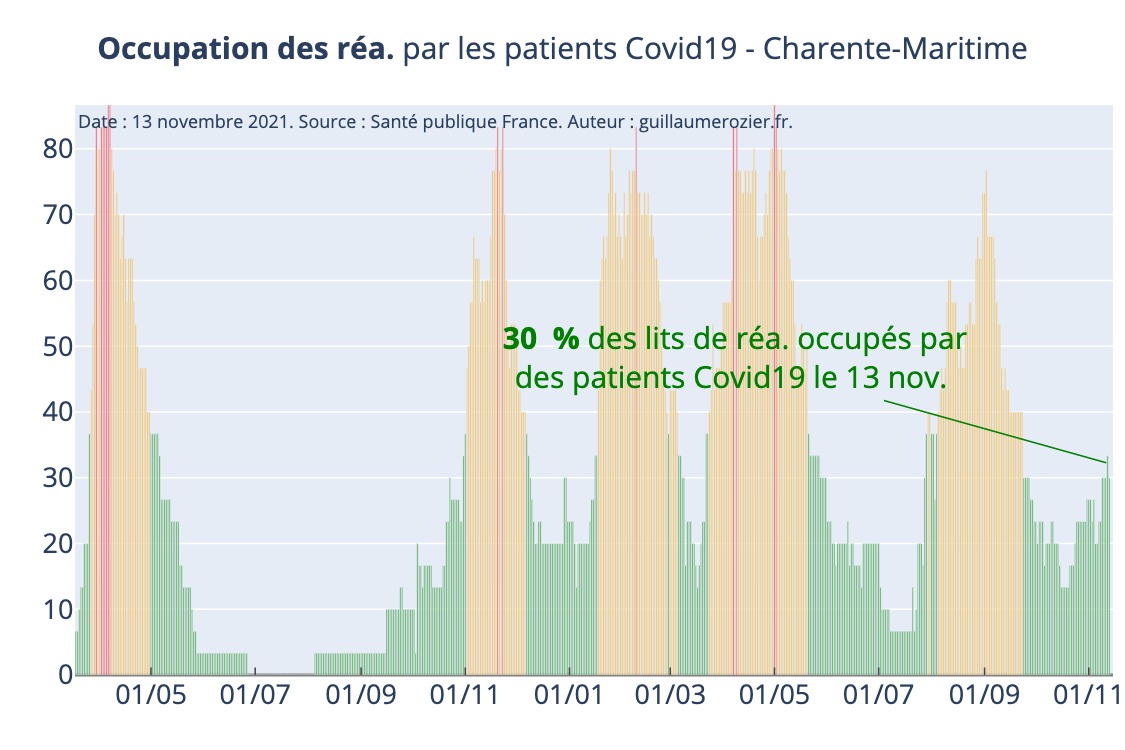 Occupation des réa. par les patients Covid19 - Charente-Maritime
Date : 13 novembre 2021. Source : Santé publique France. Auteur : guillaumerozier.fr.
80
70
60
50
40
30
20
10
0
30 % des lits de réa. occupés par
des patients Covid19 le 13 nov.
01/05 01/07 01/09 01/11 01/01 01/03 01/05 01/07 01/09 01/11